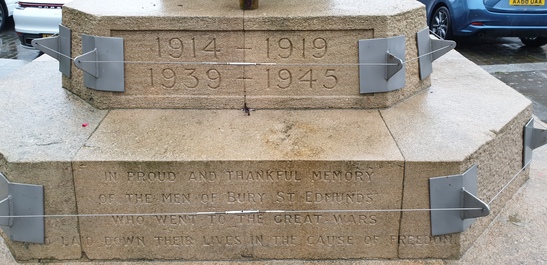 1914 – 1919
1939 – 1945
IN PROUD AND THANKFUL MEMORY
OF THE MEN OF BURY ST EDMUNDS
WHO WENT TO THE GREAT WARS
LAID DOWN THEIR LIVES IN THE CAUSE OF FREEDOM